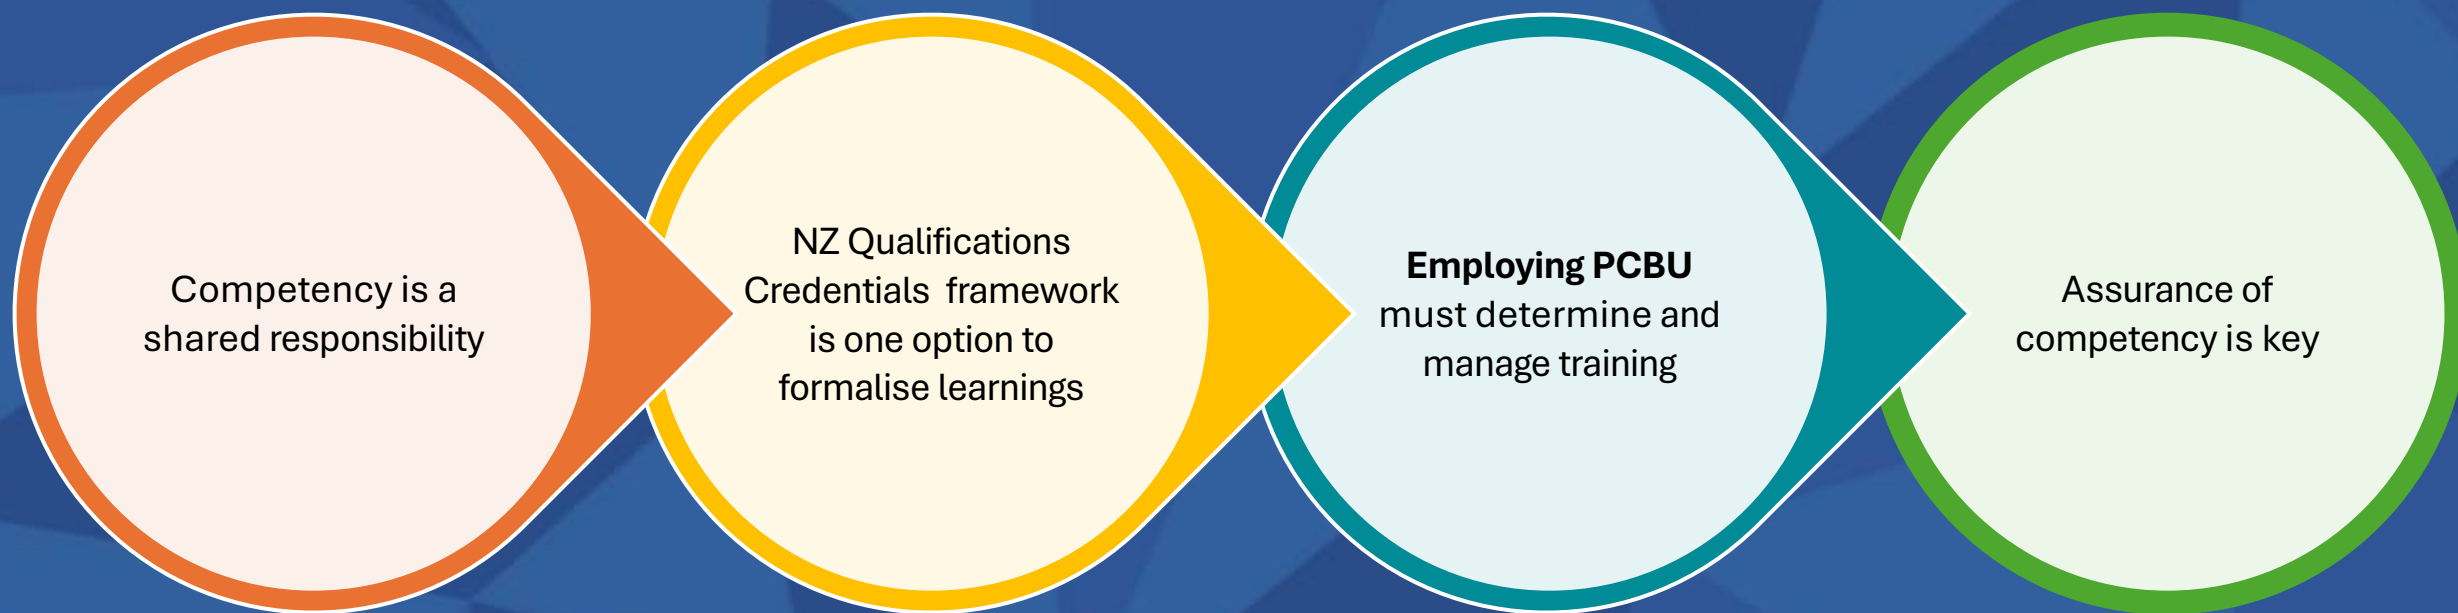 Competency is a
shared responsibility
NZ Qualifications
Credentials  framework
is one option to
formalise learnings
Employing PCBU
must determine and
manage training
Assurance of
competency is key